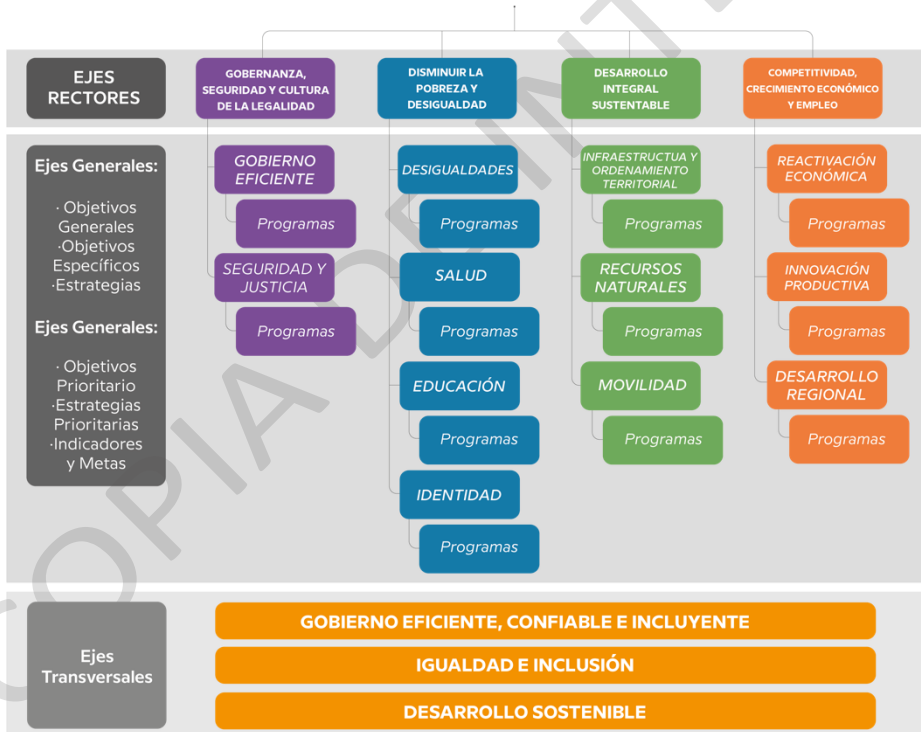 EJES
RECTORES
GOBERNANZA,
SEGURIDAD Y CULTURA
DE LA LEGALIDAD
DISMINUIR LA
POBREZA Y
DESIGUALDAD
DESARROLLO
INTEGRAL
SUSTENTABLE
COMPETITIVIDAD,
CRECIMIENTO ECONÓMICO
Y EMPLEO
Ejes Generales:
· Objetivos
Generales
·Objetivos
Específicos
·Estrategias
Ejes Generales:
· Objetivos
Prioritario
·Estrategias
Prioritarias
·Indicadores
y Metas
GOBIERNO
EFICIENTE
Programas
SEGURIDAD Y
JUSTICIA
Programas
DESIGUALDADES
Programas
SALUD
Programas
EDUCACIÓN
Programas
IDENTIDAD
Programas
INFRAESTRUCTUA Y
ORDENAMIENTO
TERRITORIAL
Programas
RECURSOS
NATURALES
Programas
MOVILIDAD
Programas
REACTIVACIÓN
ECONÓMICA
Programas
INNOVACIÓN
PRODUCTIVA
Programas
DESARROLLO
REGIONAL
Programas
Ejes
Transversales
GOBIERNO EFICIENTE, CONFIABLE E INCLUYENTE
IGUALDAD E INCLUSIÓN
DESARROLLO SOSTENIBLE
COPIA DE